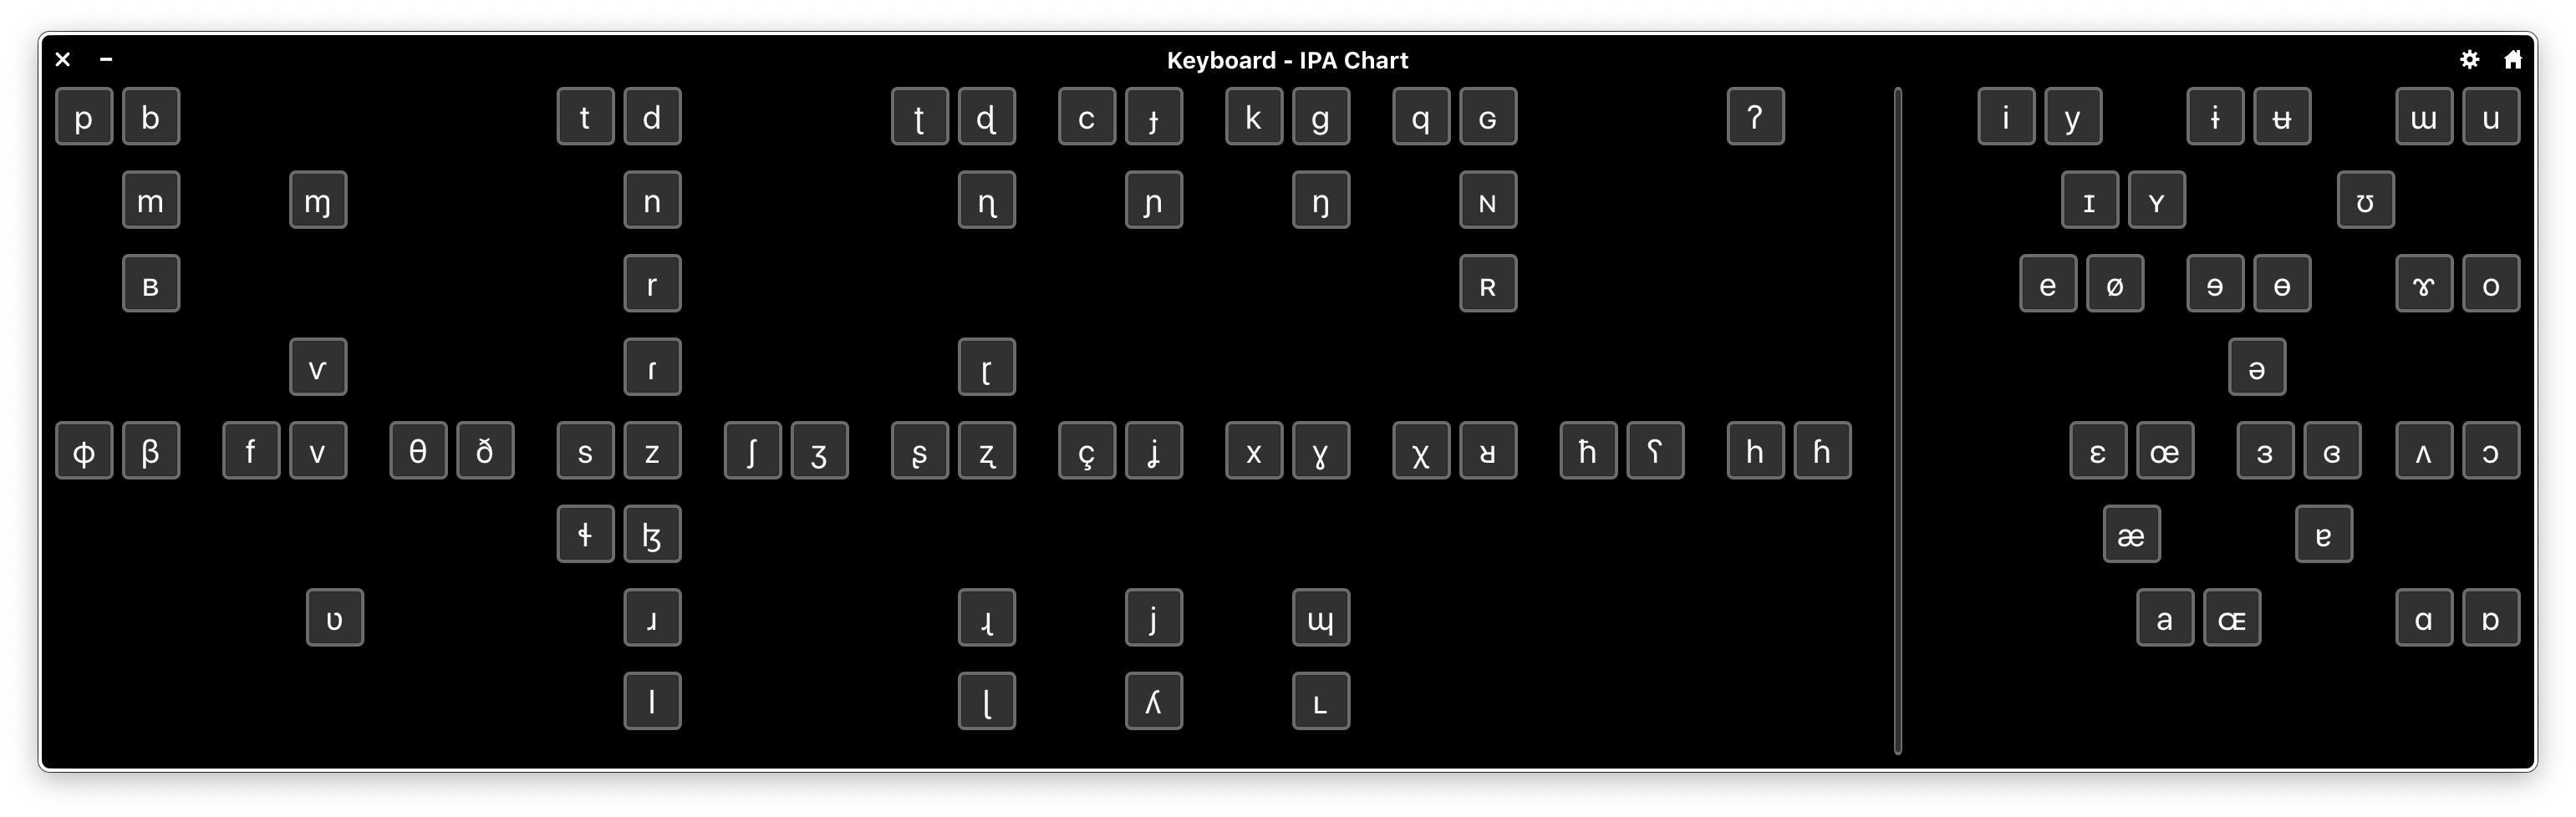 Keyboard - IPA Chart
p b t d ʈ ɖ c ɟ k g q ɢ ʔ i y ɨ ʉ ɯ u
m ɱ n ɳ ɲ ŋ ɴ ɪ ʏ ʊ
ʙ r ʀ e ø ɘ ɵ ɤ o
ⱱ ɾ ɽ ə
ɸ β f v θ ð s z ʃ ʒ ʂ ʐ ç ʝ x ɣ χ ʁ ħ ʕ h ɦ ɛ œ ɜ ɞ ʌ ɔ
ɬ ɮ æ ɐ
ʋ ɹ ɻ j ɰ a ɶ ɑ ɒ
l ɭ ʎ ʟ